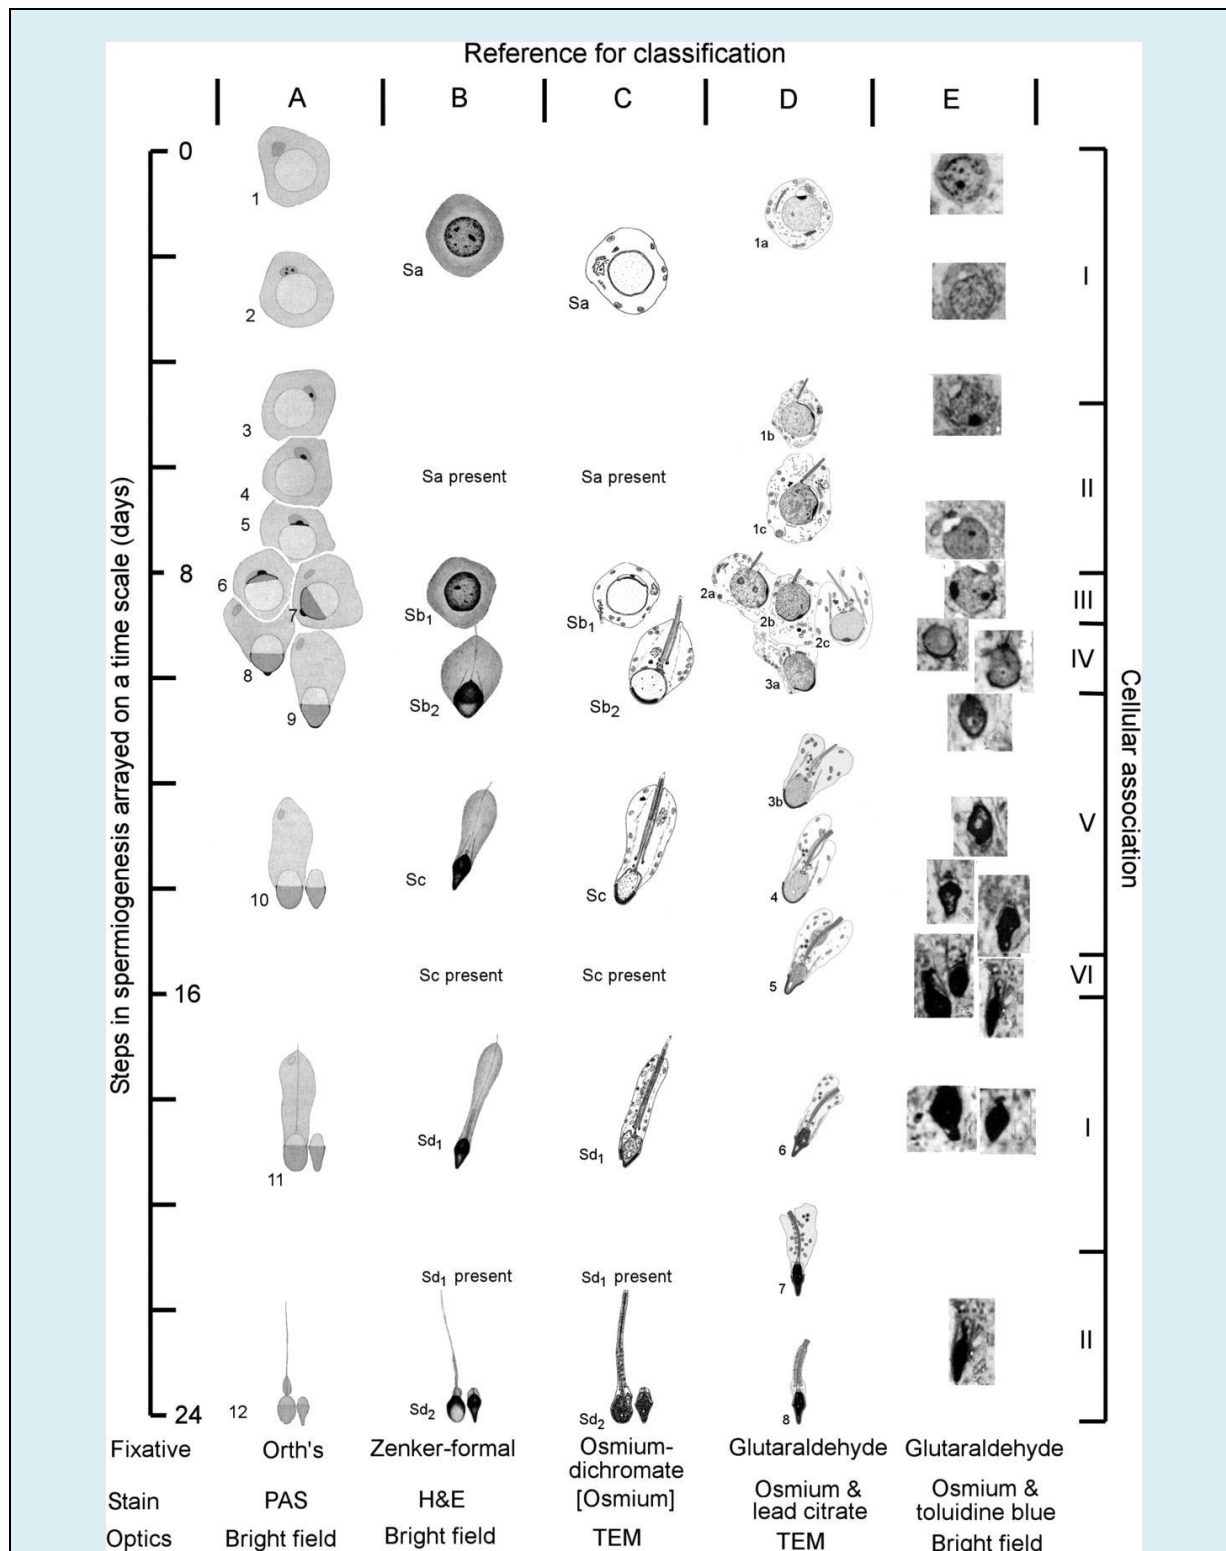 Reference for classification
A B C D E
Steps in spermiogenesis arrayed on a time scale (days)
Cellular association
0
1
Sa
Sa
1a
I
2
3
1b
4
Sa present
Sa present
II
5
1c
8
6
7
Sb1
Sb1
2a
2b
2c
III
8
3a
IV
9
Sb2
Sb2
3b
V
10
Sc
Sc
4
Sc present
Sc present
5
VI
16
11
Sd1
Sd1
6
I
Sd1 present
Sd1 present
7
II
12
Sd2
Sd2
8
24
Fixative Orth's Zenker-formal Osmium-dichromate Glutaraldehyde Glutaraldehyde
Stain PAS H&E [Osmium] Osmium & lead citrate Osmium & toluidine blue
Optics Bright field Bright field TEM TEM Bright field